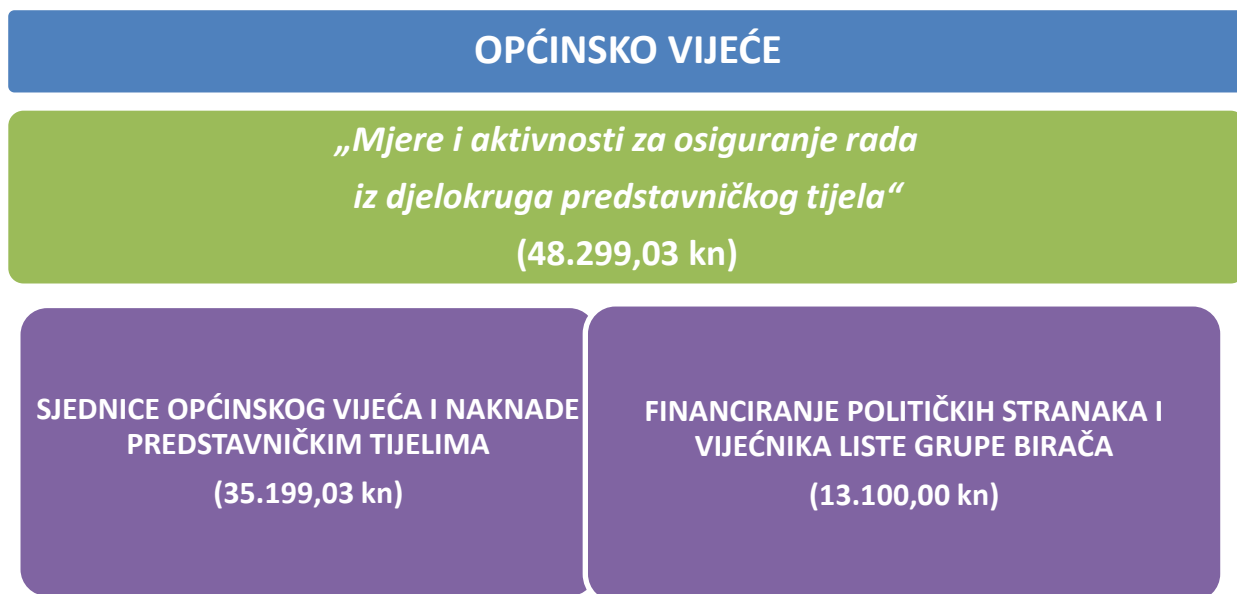 OPĆINSKO VIJEĆE
„Mjere i aktivnosti za osiguranje rada
iz djelokruga predstavničkog tijela“
(48.299,03 kn)
SJEDNICE OPĆINSKOG VIJEĆA I NAKNADE
PREDSTAVNIČKIM TIJELIMA
(35.199,03 kn)
FINANCIRANJE POLITIČKIH STRANAKA I
VIJEĆNIKA LISTE GRUPE BIRAČA
(13.100,00 kn)